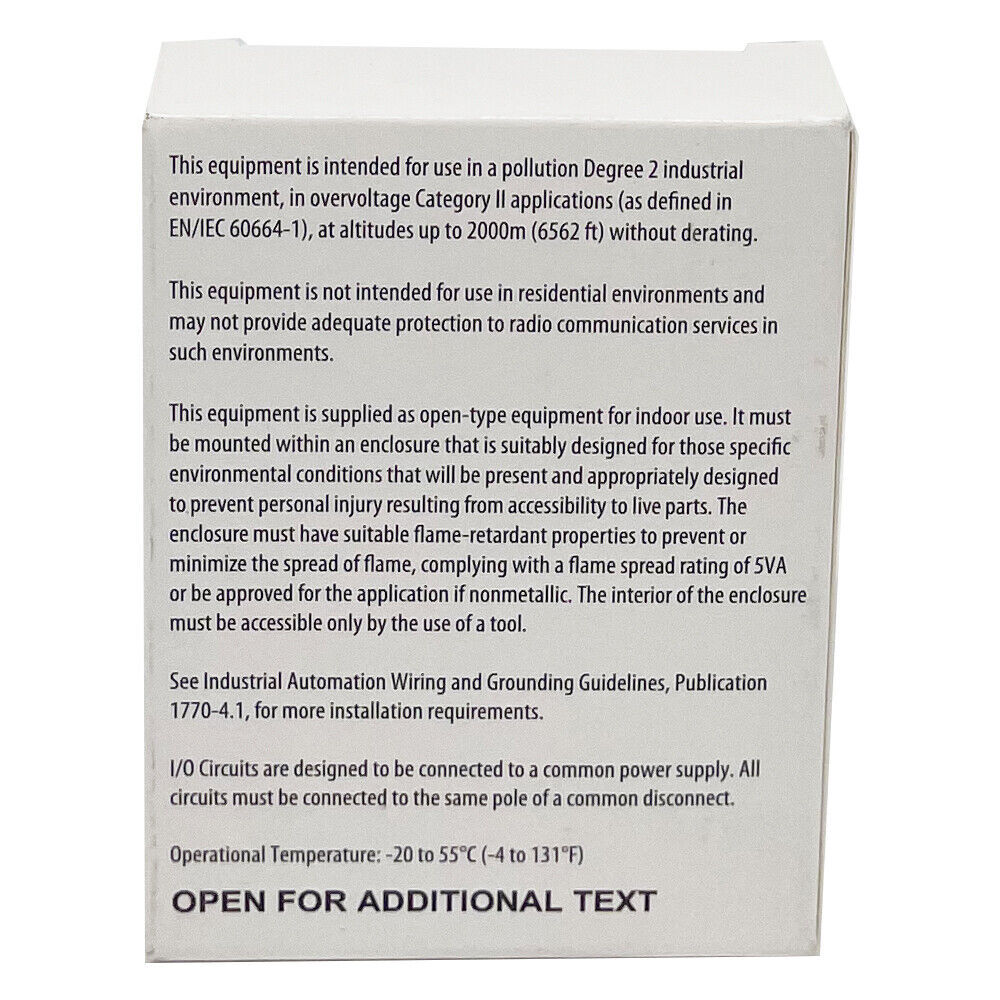 This equipment is intended for use in a pollution Degree 2 industrial
environment, in overvoltage Category II applications (as defined in
EN/IEC 60664-1), at altitudes up to 2000m (6562 ft) without derating.
This equipment is not intended for use in residential environments and
may not provide adequate protection to radio communication services in
such environments.
This equipment is supplied as open-type equipment for indoor use. It must
be mounted within an enclosure that is suitably designed for those specific
environmental conditions that will be present and appropriately designed
to prevent personal injury resulting from accessibility to live parts. The
enclosure must have suitable flame-retardant properties to prevent or
minimize the spread of flame, complying with a flame spread rating of 5VA
or be approved for the application if nonmetallic. The interior of the enclosure
must be accessible only by the use of a tool.
See Industrial Automation Wiring and Grounding Guidelines, Publication
1770-4.1, for more installation requirements.
I/O Circuits are designed to be connected to a common power supply. All
circuits must be connected to the same pole of a common disconnect.
Operational Temperature: -20 to 55°C (-4 to 131°F)
OPEN FOR ADDITIONAL TEXT